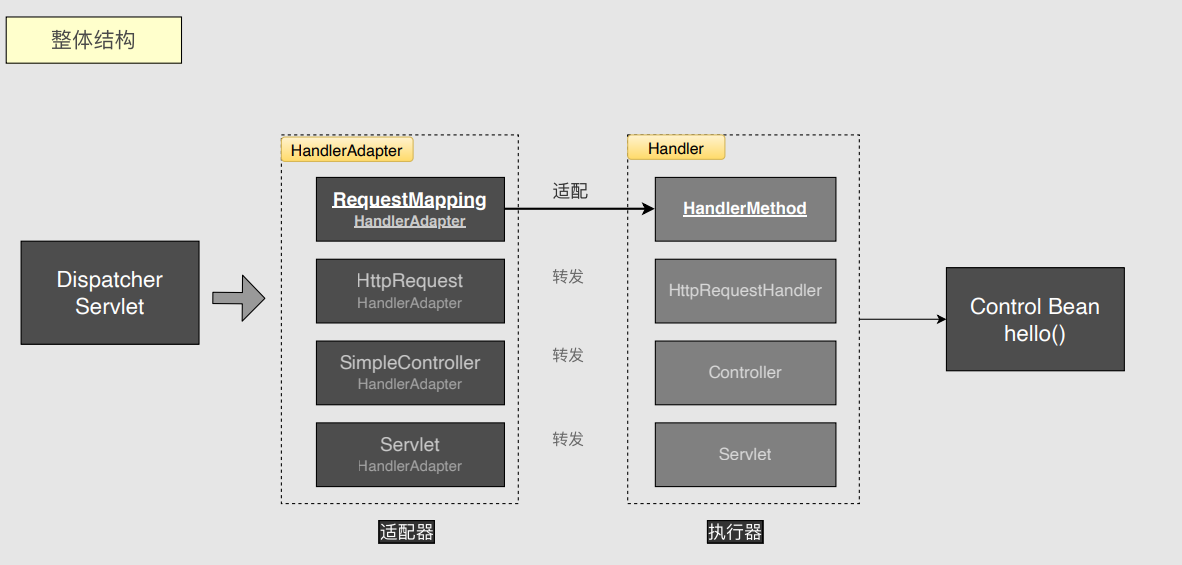 整体结构
HandlerAdapter
Handler
RequestMapping
HandlerAdapter
适配
HandlerMethod
Dispatcher
Servlet
HttpRequest
HandlerAdapter
转发
HttpRequestHandler
Control Bean
hello()
SimpleController
HandlerAdapter
转发
Controller
Servlet
HandlerAdapter
转发
Servlet
适配器
执行器